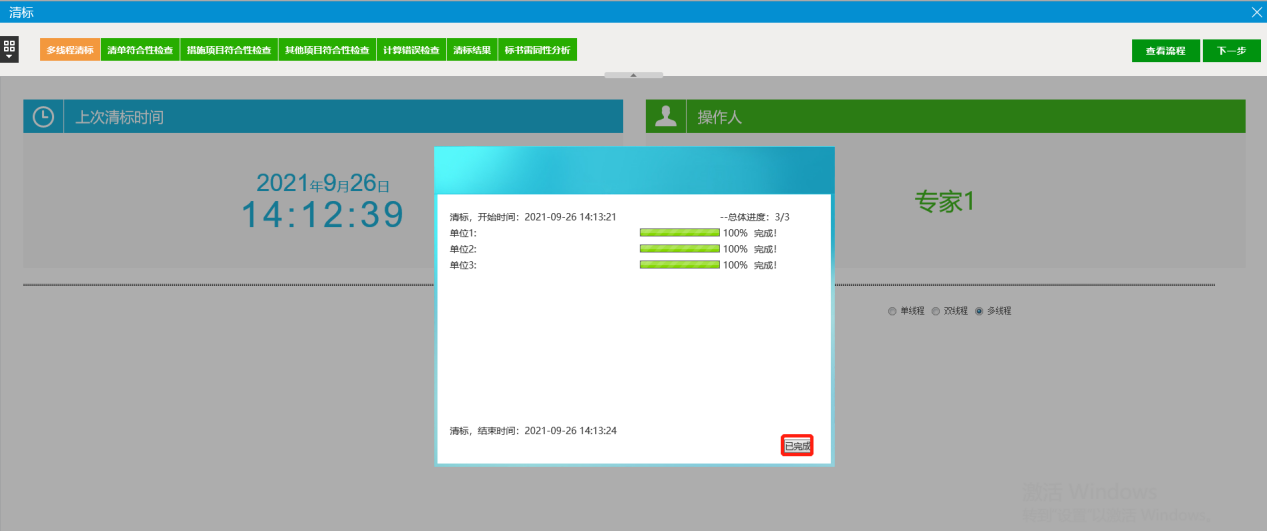 清标
多线程清标 清单符合性检查 措施项目符合性检查 其他项目符合性检查 计算错误检查 清标结果 标书雷同性分析 查看流程 下一步
上次清标时间 操作人
2021年9月26日
14:12:39
专家1
清标，开始时间：2021-09-26 14:13:21 --总体进度：3/3
单位1: 100% 完成!
单位2: 100% 完成!
单位3: 100% 完成!
单线程 双线程 多线程
清标，结束时间：2021-09-26 14:13:24
已完成
激活 Windows